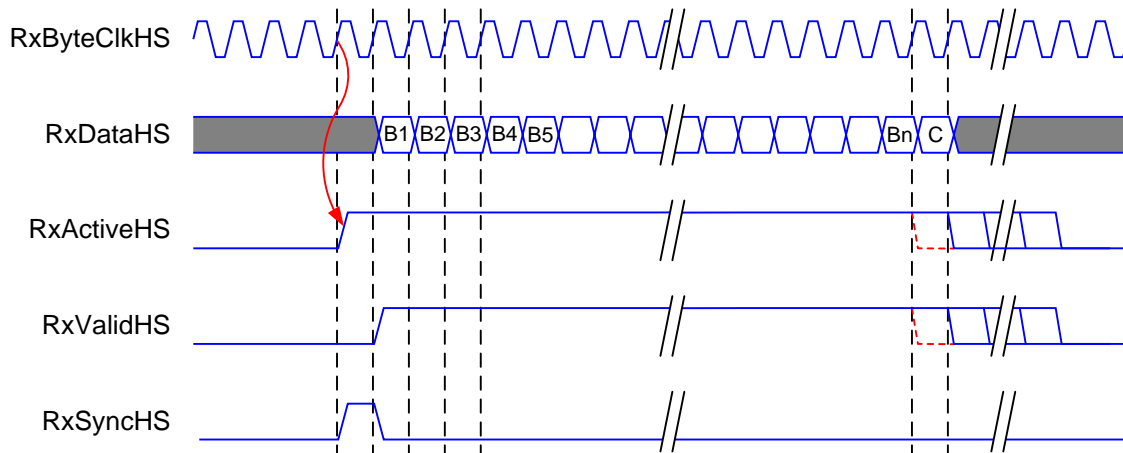 RxByteClkHS
RxDataHS B1 B2 B3 B4 B5 Bn C
RxActiveHS
RxValidHS
RxSyncHS